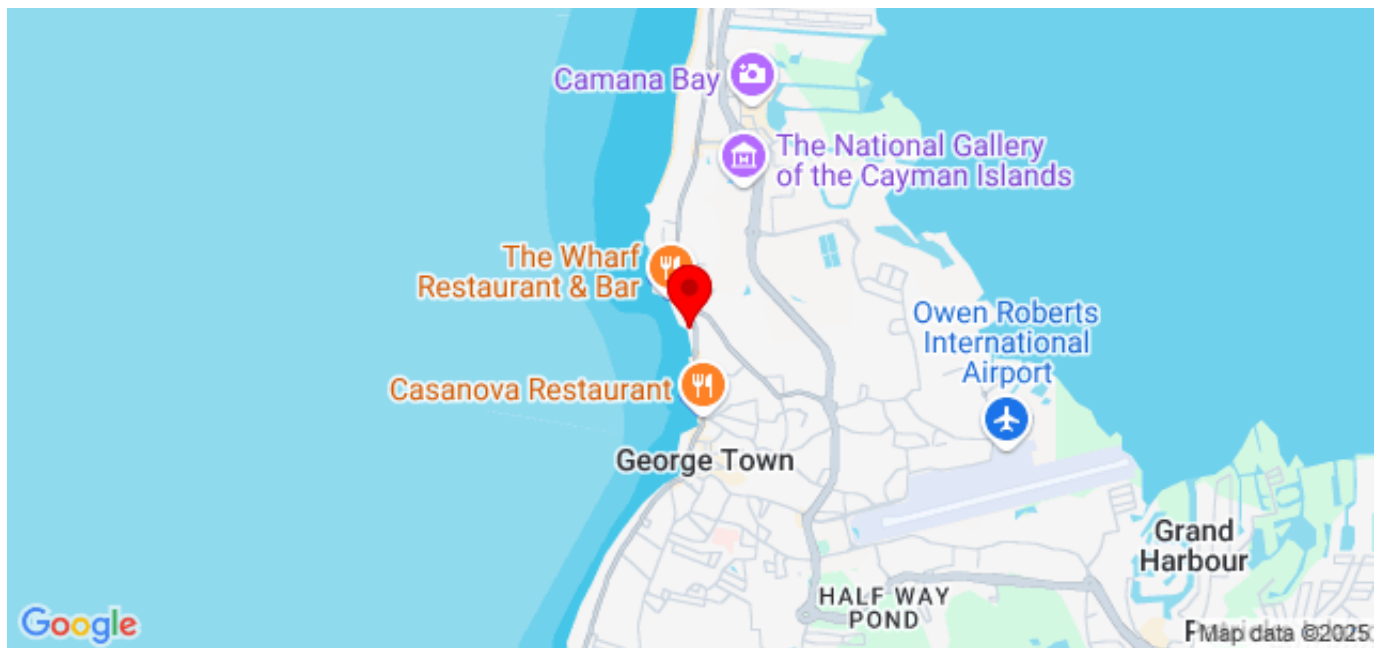 Camana Bay
The National Gallery
of the Cayman Islands
The Wharf
Restaurant & Bar
Owen Roberts
International
Airport
Casanova Restaurant
George Town
Grand
Harbour
HALF WAY
POND
Google
Map data ©2025